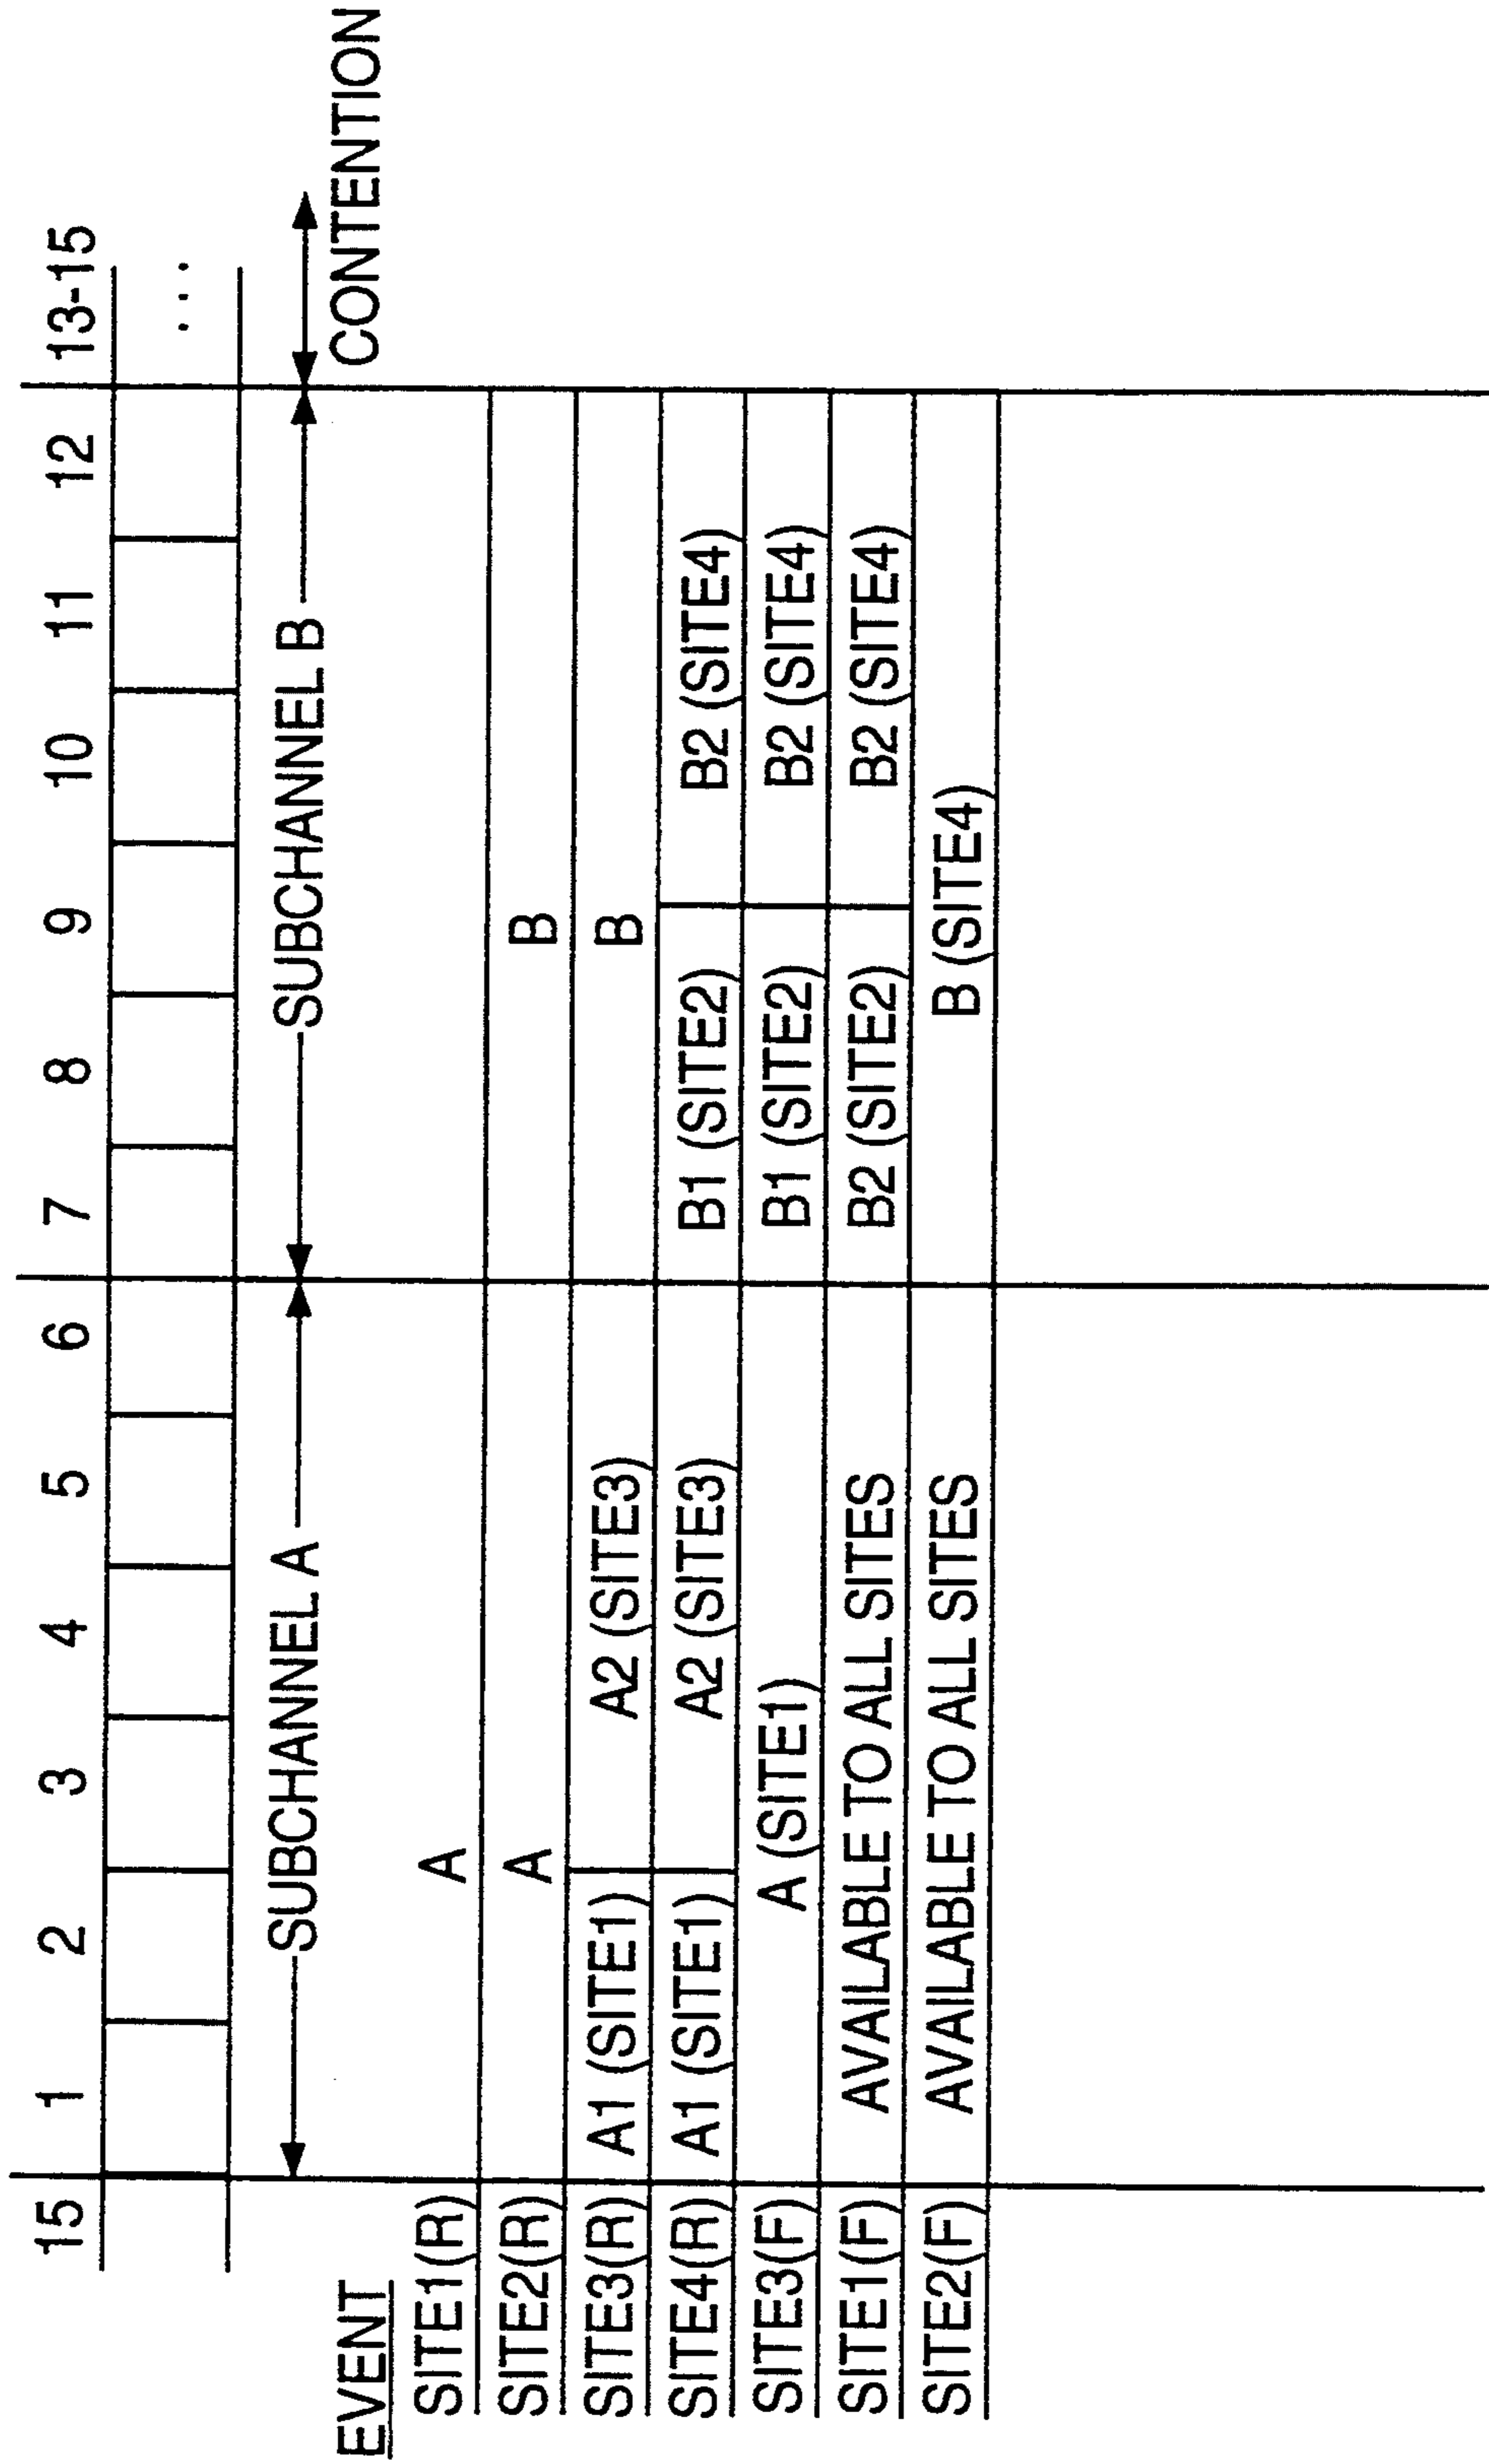 15 1 2 3 4 5 6 7 8 9 10 11 12 13-15
...
SUBCHANNEL A SUBCHANNEL B
CONTENTION
EVENT
SITE1(R) A
SITE2(R) A B
SITE3(R) A1 (SITE1) A2 (SITE3) B
SITE4(R) A1 (SITE1) A2 (SITE3) B1 (SITE2) B2 (SITE4)
SITE3(F) A (SITE1) B1 (SITE2) B2 (SITE4)
SITE1(F) AVAILABLE TO ALL SITES B2 (SITE2) B2 (SITE4)
SITE2(F) AVAILABLE TO ALL SITES B (SITE4)